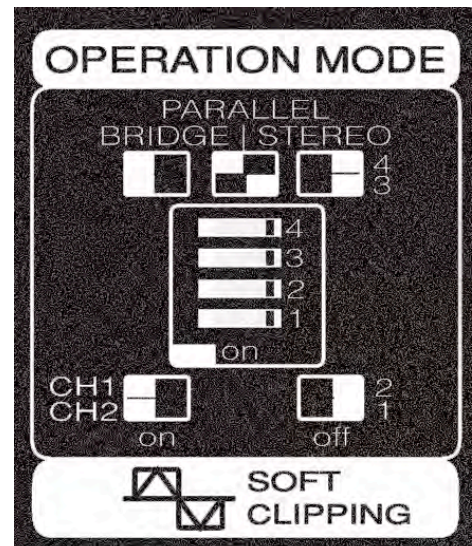 OPERATION MODE
PARALLEL
BRIDGE | STEREO
4
3
4
3
2
1
on
CH1
CH2
2
1
on
off
SOFT
CLIPPING